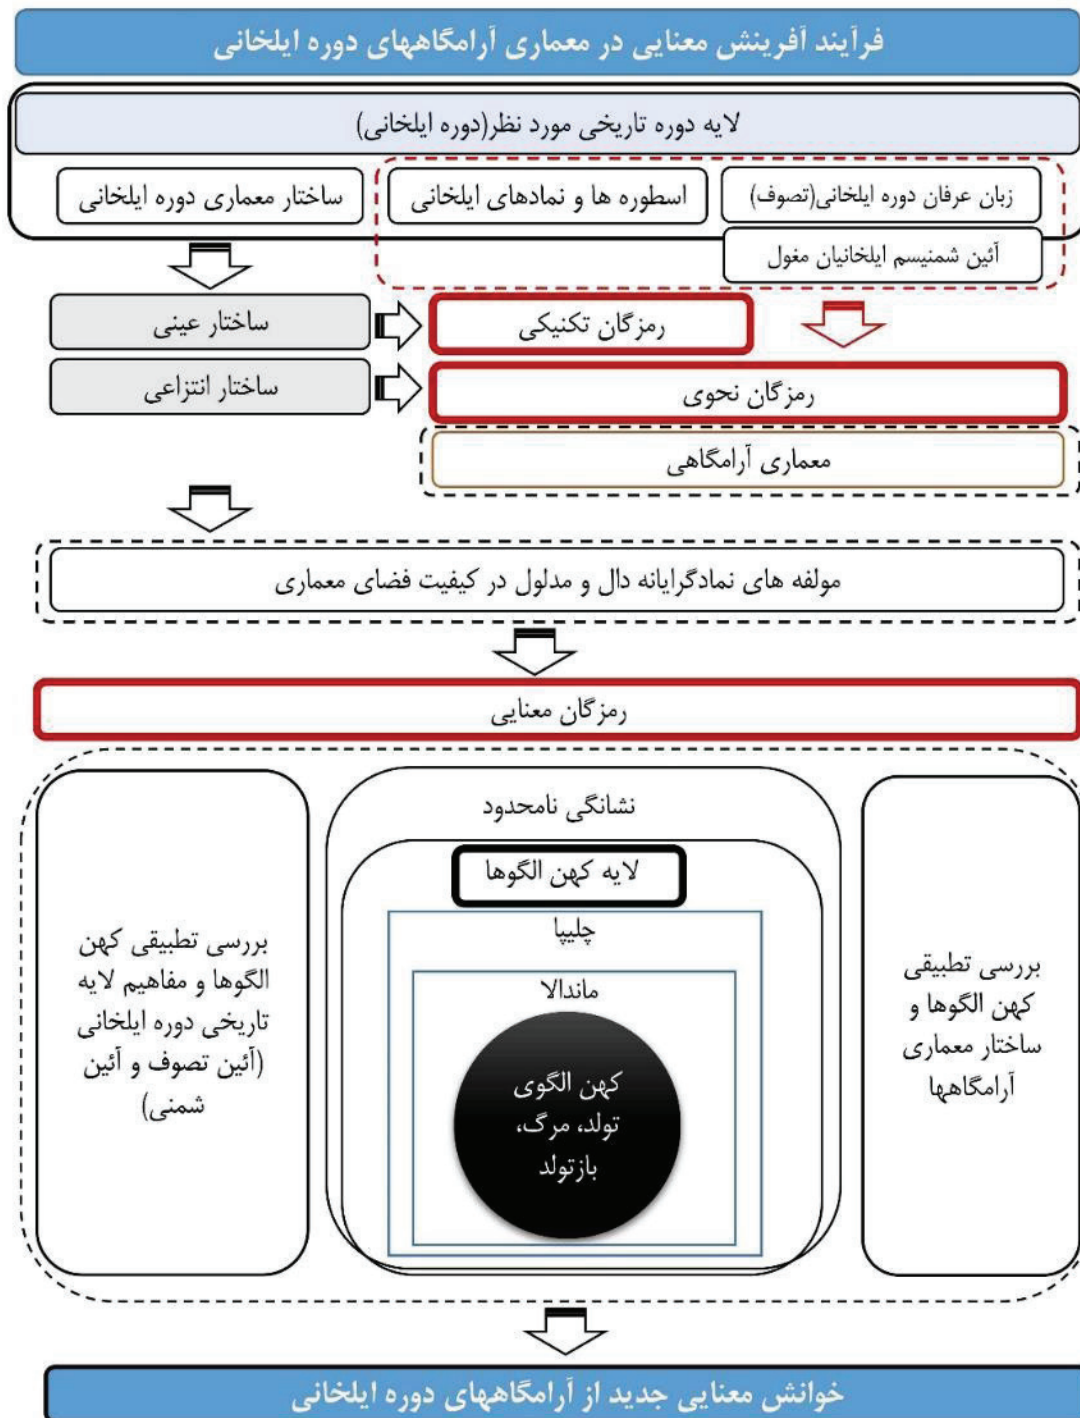 فرآیند آفرینش معنایی در معماری آرامگاههای دوره ایلخانی
لایه دوره تاریخی مورد نظر(دوره ایلخانی)
زبان عرفان دوره ایلخانی(تصوف)
اسطوره ها و نمادهای ایلخانی
ساختار معماری دوره ایلخانی
آئین شمنیسم ایلخانیان مغول
رمزگان تکنیکی
ساختار عینی
رمزگان نحوی
ساختار انتزاعی
معماری آرامگاهی
مولفه های نمادگرایانه دال و مدلول در کیفیت فضای معماری
رمزگان معنایی
بررسی تطبیقی
کهن الگوها و
ساختار معماری
آرامگاهها
نشانگی نامحدود
لایه کهن الگوها
چلیپا
ماندالا
کهن الگوی
تولد، مرگ،
بازتولد
بررسی تطبیقی کهن
الگوها و مفاهیم لایه
تاریخی دوره ایلخانی
(آئین تصوف و آئین
شمنی)
خوانش معنایی جدید از آرامگاههای دوره ایلخانی